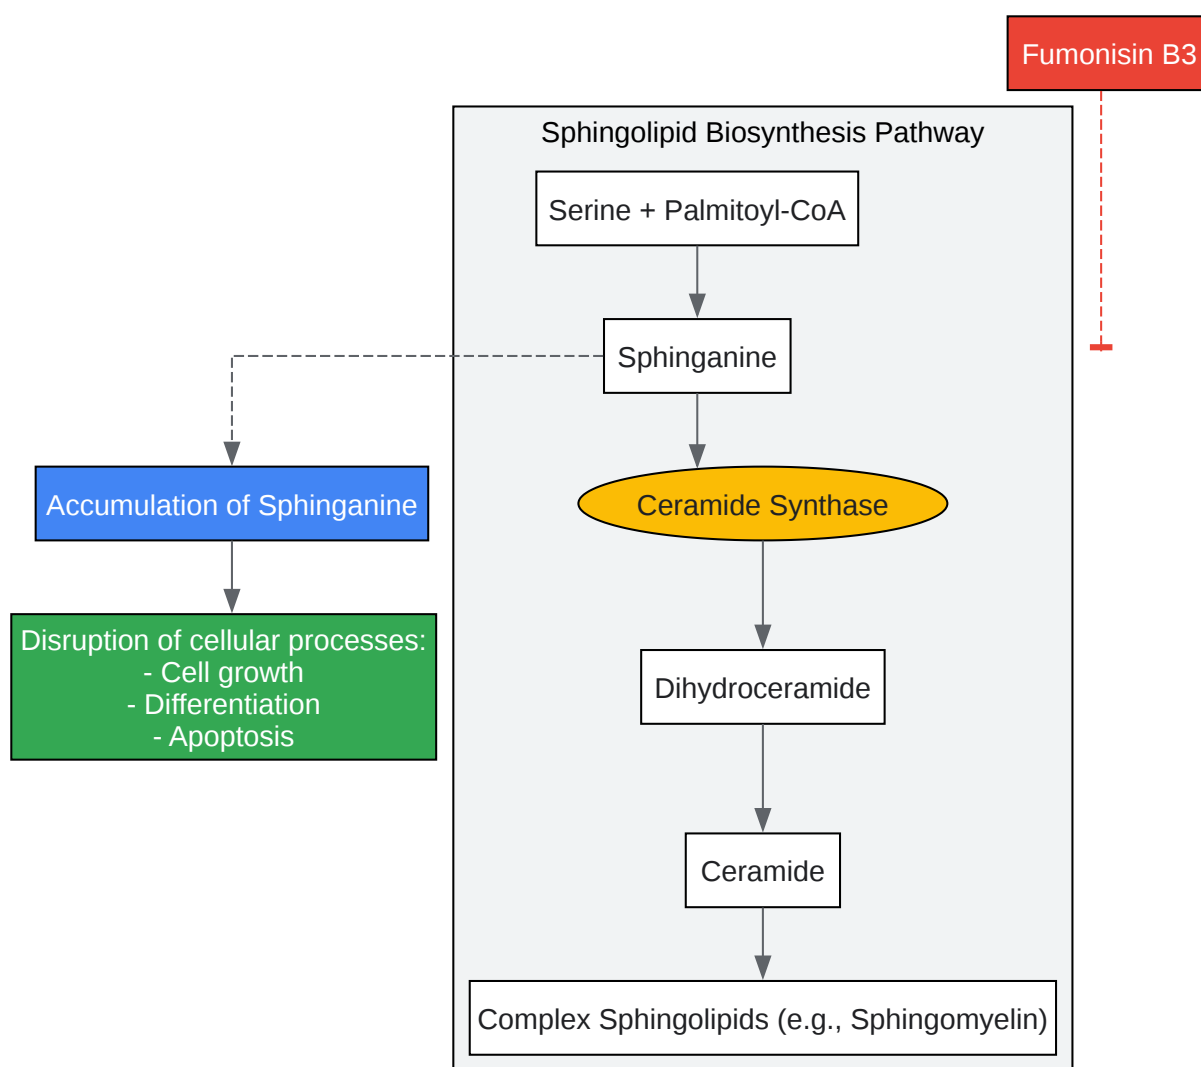 Fumonisin B3
Sphingolipid Biosynthesis Pathway
Serine + Palmitoyl-CoA
Sphinganine
Accumulation of Sphinganine
Ceramide Synthase
Disruption of cellular processes:
- Cell growth
- Differentiation
- Apoptosis
Dihydroceramide
Ceramide
Complex Sphingolipids (e.g., Sphingomyelin)